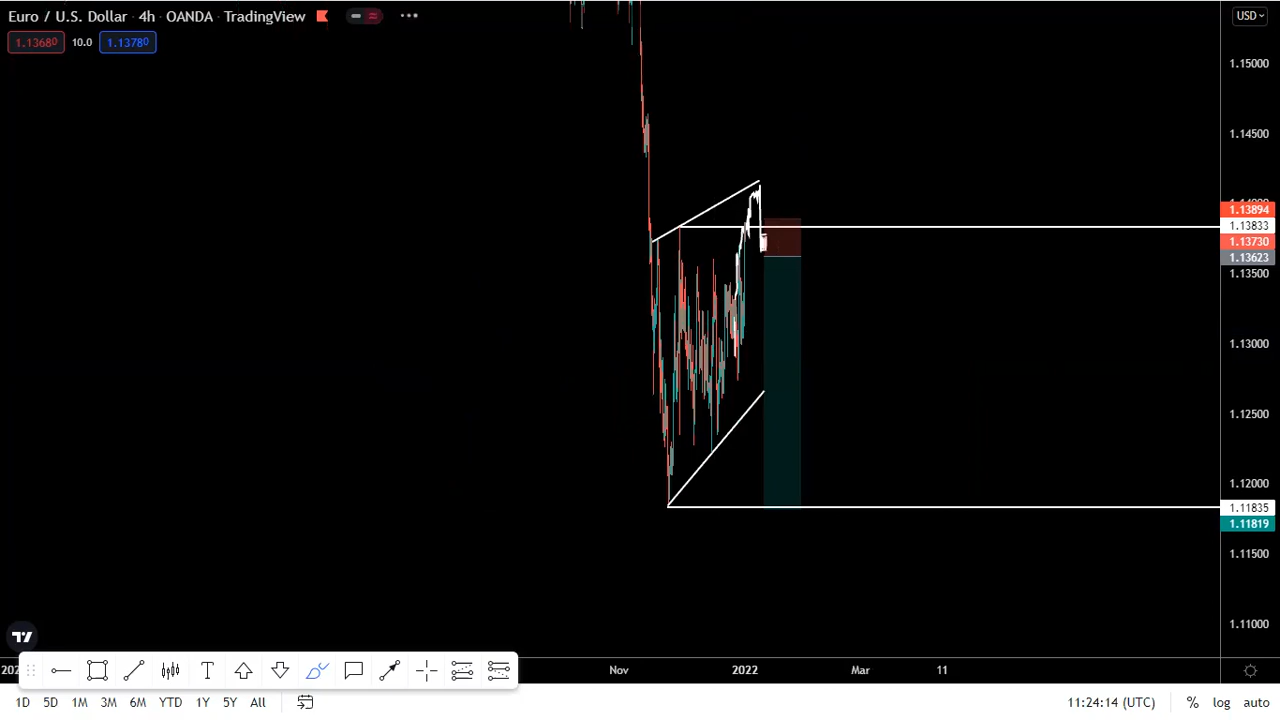 Euro / U.S. Dollar · 4h · OANDA · TradingView
USD
1.13680 10.0 1.13780
1.15000
1.14500
1.13894
1.13833
1.13730
1.13623
1.13500
1.13000
1.12500
1.12000
1.11835
1.11819
1.11500
1.11000
Nov 2022 Mar 11
T
1D 5D 1M 3M 6M YTD 1Y 5Y All 11:24:14 (UTC) % log auto